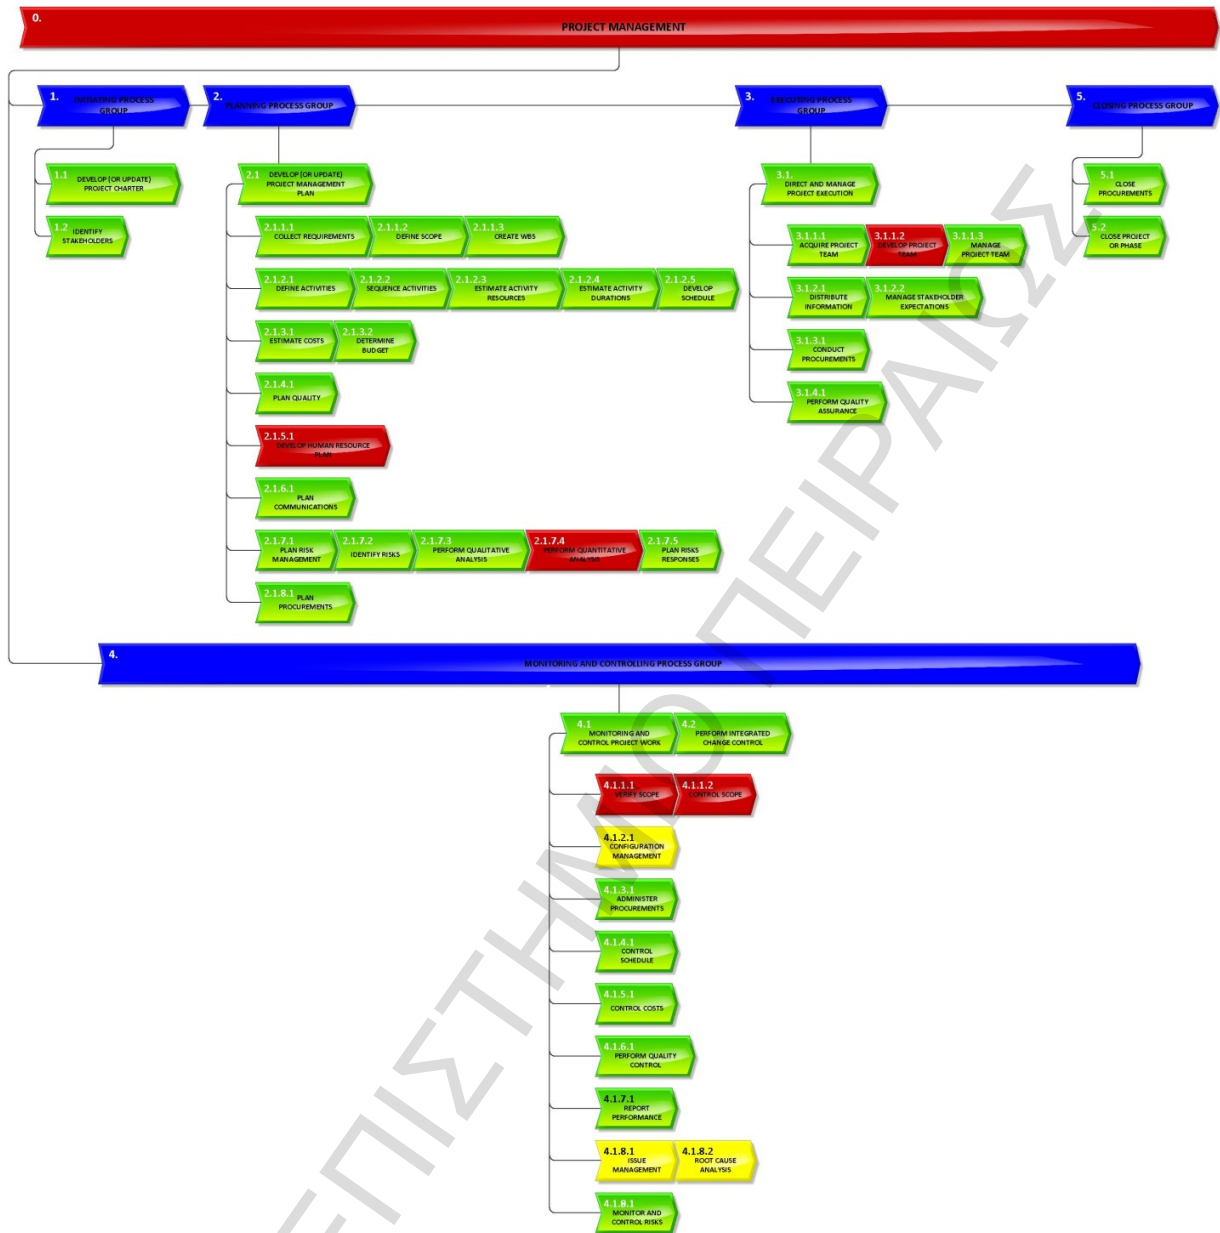 0.
PROJECT MANAGEMENT
1.
INITIATING PROCESS
GROUP
2.
PLANNING PROCESS GROUP
3.
EXECUTING PROCESS
GROUP
5.
CLOSING PROCESS GROUP
1.1
DEVELOP (OR UPDATE)
PROJECT CHARTER
1.2
IDENTIFY
STAKEHOLDERS
2.1
DEVELOP (OR UPDATE)
PROJECT MANAGEMENT
PLAN
2.1.1.1
COLLECT REQUIREMENTS
2.1.1.2
DEFINE SCOPE
2.1.1.3
CREATE WBS
2.1.2.1
DEFINE ACTIVITIES
2.1.2.2
SEQUENCE ACTIVITIES
2.1.2.3
ESTIMATE ACTIVITY
RESOURCES
2.1.2.4
ESTIMATE ACTIVITY
DURATIONS
2.1.2.5
DEVELOP
SCHEDULE
2.1.3.1
ESTIMATE COSTS
2.1.3.2
DETERMINE
BUDGET
2.1.4.1
PLAN QUALITY
2.1.5.1
DEVELOP HUMAN RESOURCE
PLAN
2.1.6.1
PLAN
COMMUNICATIONS
2.1.7.1
PLAN RISK
MANAGEMENT
2.1.7.2
IDENTIFY RISKS
2.1.7.3
PERFORM QUALITATIVE
ANALYSIS
2.1.7.4
PERFORM QUANTITATIVE
ANALYSIS
2.1.7.5
PLAN RISKS
RESPONSES
2.1.8.1
PLAN
PROCUREMENTS
3.1.
DIRECT AND MANAGE
PROJECT EXECUTION
3.1.1.1
ACQUIRE PROJECT
TEAM
3.1.1.2
DEVELOP PROJECT
TEAM
3.1.1.3
MANAGE
PROJECT TEAM
3.1.2.1
DISTRIBUTE
INFORMATION
3.1.2.2
MANAGE STAKEHOLDER
EXPECTATIONS
3.1.3.1
CONDUCT
PROCUREMENTS
3.1.4.1
PERFORM QUALITY
ASSURANCE
5.1
CLOSE
PROCUREMENTS
5.2
CLOSE PROJECT
OR PHASE
4.
MONITORING AND CONTROLLING PROCESS GROUP
4.1
MONITORING AND
CONTROL PROJECT WORK
4.2
PERFORM INTEGRATED
CHANGE CONTROL
4.1.1.1
VERIFY SCOPE
4.1.1.2
CONTROL SCOPE
4.1.2.1
CONFIGURATION
MANAGEMENT
4.1.3.1
ADMINISTER
PROCUREMENTS
4.1.4.1
CONTROL
SCHEDULE
4.1.5.1
CONTROL COSTS
4.1.6.1
PERFORM QUALITY
CONTROL
4.1.7.1
REPORT
PERFORMANCE
4.1.8.1
ISSUE
MANAGEMENT
4.1.8.2
ROOT CAUSE
ANALYSIS
4.1.8.1
MONITOR AND
CONTROL RISKS
ΠΕΙΡΑΙΩΣ